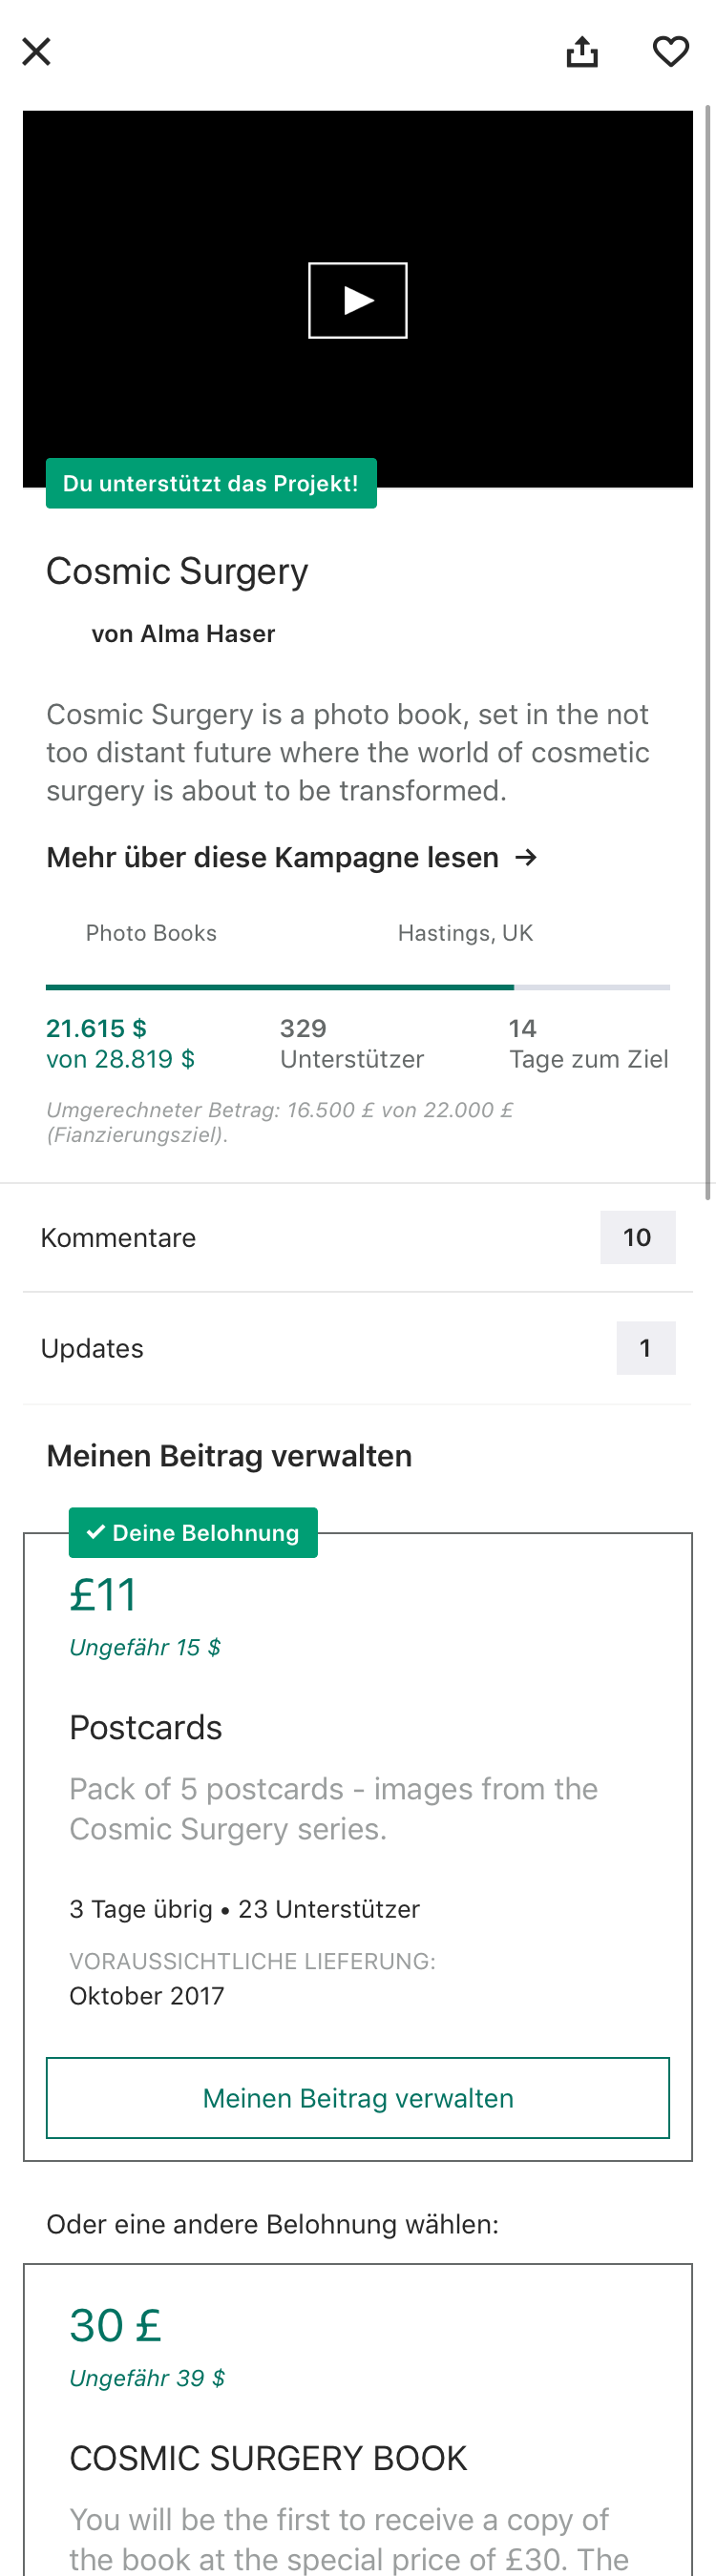 Du unterstützt das Projekt!
Cosmic Surgery
von Alma Haser
Cosmic Surgery is a photo book, set in the not
too distant future where the world of cosmetic
surgery is about to be transformed.
Mehr über diese Kampagne lesen →
Photo Books
Hastings, UK
21.615 $
von 28.819 $
329
Unterstützer
14
Tage zum Ziel
Umgerechneter Betrag: 16.500 £ von 22.000 £
(Fianzierungsziel).
Kommentare
10
Updates
1
Meinen Beitrag verwalten
✓ Deine Belohnung
£11
Ungefähr 15 $
Postcards
Pack of 5 postcards - images from the
Cosmic Surgery series.
3 Tage übrig • 23 Unterstützer
VORAUSSICHTLICHE LIEFERUNG:
Oktober 2017
Meinen Beitrag verwalten
Oder eine andere Belohnung wählen:
30 £
Ungefähr 39 $
COSMIC SURGERY BOOK
You will be the first to receive a copy of
the book at the special price of £30. The